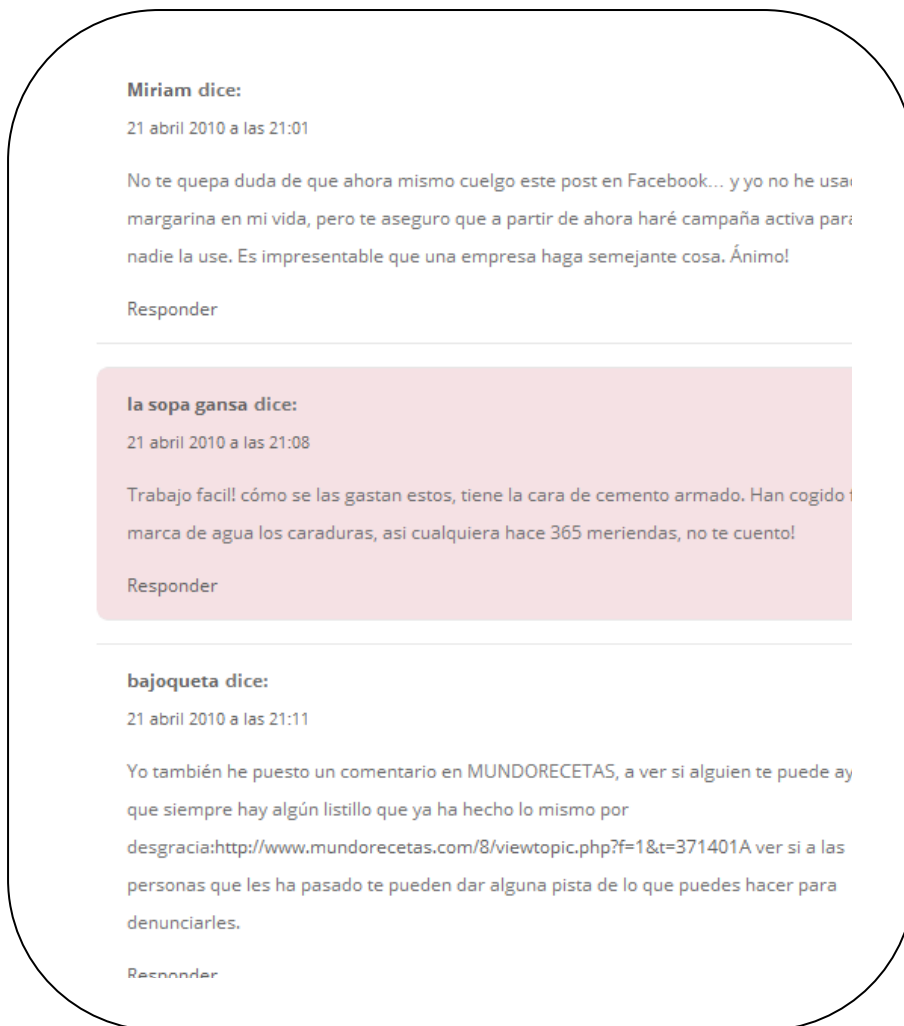 Miriam dice:
21 abril 2010 a las 21:01
No te quepa duda de que ahora mismo cuelgo este post en Facebook… y yo no he
margarina en mi vida, pero te aseguro que a partir de ahora haré campaña activa
nadie la use. Es impresentable que una empresa haga semejante cosa. Ánimo!
Responder
la sopa gansa dice:
21 abril 2010 a las 21:08
Trabajo facil! cómo se las gastan estos, tiene la cara de cemento armado. Han cogido
marca de agua los caraduras, asi cualquiera hace 365 meriendas, no te cuento!
Responder
bajoqueta dice:
21 abril 2010 a las 21:11
Yo también he puesto un comentario en MUNDORECETAS, a ver si alguien te puede
que siempre hay algún listillo que ya ha hecho lo mismo por
desgracia:http://www.mundorecetas.com/8/viewtopic.php?f=1&t=371401A ver si a las
personas que les ha pasado te pueden dar alguna pista de lo que puedes hacer para
denunciarles.
Responder